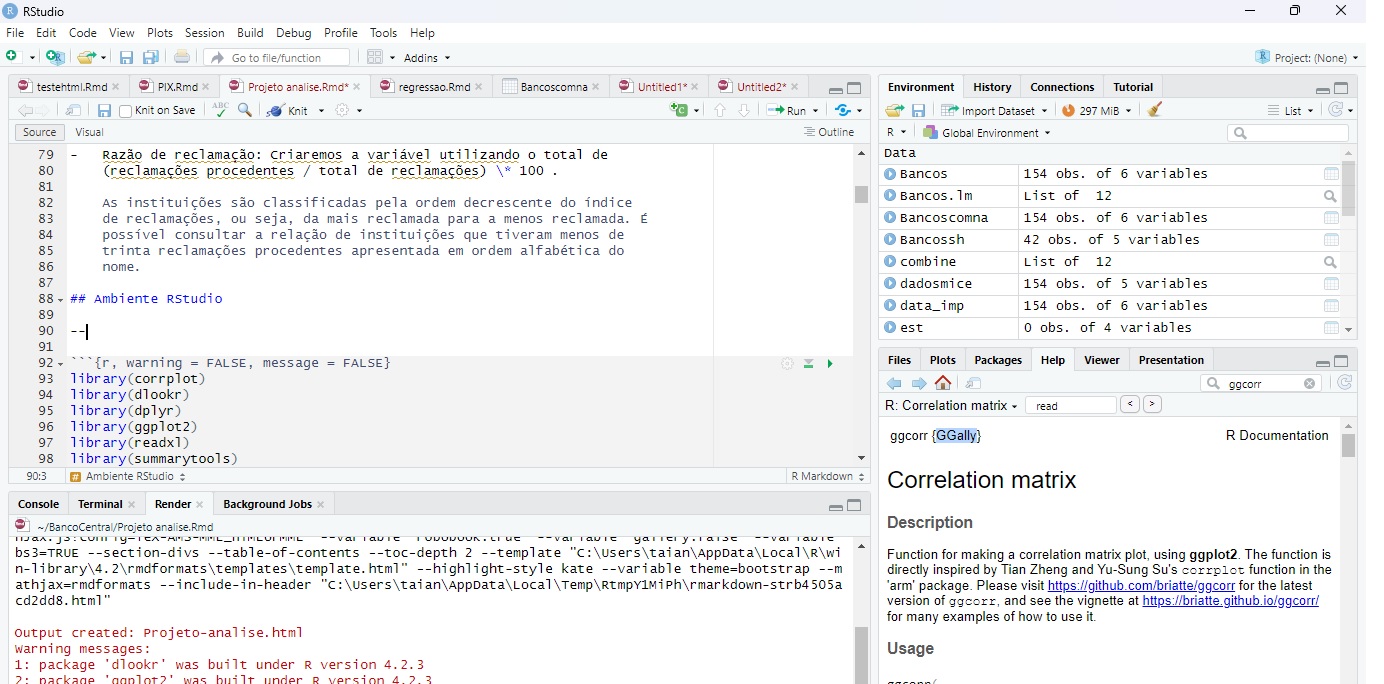 RStudio
File Edit Code View Plots Session Build Debug Profile Tools Help
Go to file/function Addins Project: (None)
testehtml.Rmd PIX.Rmd Projeto analise.Rmd* regressao.Rmd Bancoscomna Untitled1* Untitled2*
Knit on Save ABC Knit Run
Source Visual Outline
79 - Razão de reclamação: Criaremos a variável utilizando o total de
80 (reclamações procedentes / total de reclamações) \* 100 .
81
82 As instituições são classificadas pela ordem decrescente do índice
83 de reclamações, ou seja, da mais reclamada para a menos reclamada. É
84 possível consultar a relação de instituições que tiveram menos de
85 trinta reclamações procedentes apresentada em ordem alfabética do
86 nome.
87
88 ## Ambiente RStudio
89
90 --
91
92 ```{r, warning = FALSE, message = FALSE}
93 library(corrplot)
94 library(dlookr)
95 library(dplyr)
96 library(ggplot2)
97 library(readxl)
98 library(summarytools)
90:3 # Ambiente RStudio R Markdown
Console Terminal Render Background Jobs
~/BancoCentral/Projeto analise.Rmd
bs3=TRUE --section-divs --table-of-contents --toc-depth 2 --template "C:\Users\taian\AppData\Local\R\wi
n-library\4.2\rmdformats\templates\template.html" --highlight-style kate --variable theme=bootstrap --m
athjax=rmdformats --include-in-header "C:\Users\taian\AppData\Local\Temp\RtmpY1MiPh\rmarkdown-strb4505a
cd2dd8.html"
Output created: Projeto-analise.html
Warning messages:
1: package 'dlookr' was built under R version 4.2.3
2: package 'ggplot2' was built under R version 4.2.3
Environment History Connections Tutorial
Import Dataset 297 MiB List
R Global Environment
Data
Bancos 154 obs. of 6 variables
Bancos.lm List of 12
Bancoscomna 154 obs. of 6 variables
Bancossh 42 obs. of 5 variables
combine List of 12
dadosmice 154 obs. of 5 variables
data_imp 154 obs. of 6 variables
est 0 obs. of 4 variables
Files Plots Packages Help Viewer Presentation
ggcorr
R: Correlation matrix read < >
ggcorr {GGally} R Documentation
Correlation matrix
Description
Function for making a correlation matrix plot, using ggplot2. The function is
directly inspired by Tian Zheng and Yu-Sung Su's corrplot function in the
'arm' package. Please visit https://github.com/briatte/ggcorr for the latest
version of ggcorr, and see the vignette at https://briatte.github.io/ggcorr/
for many examples of how to use it.
Usage
ggcorr(